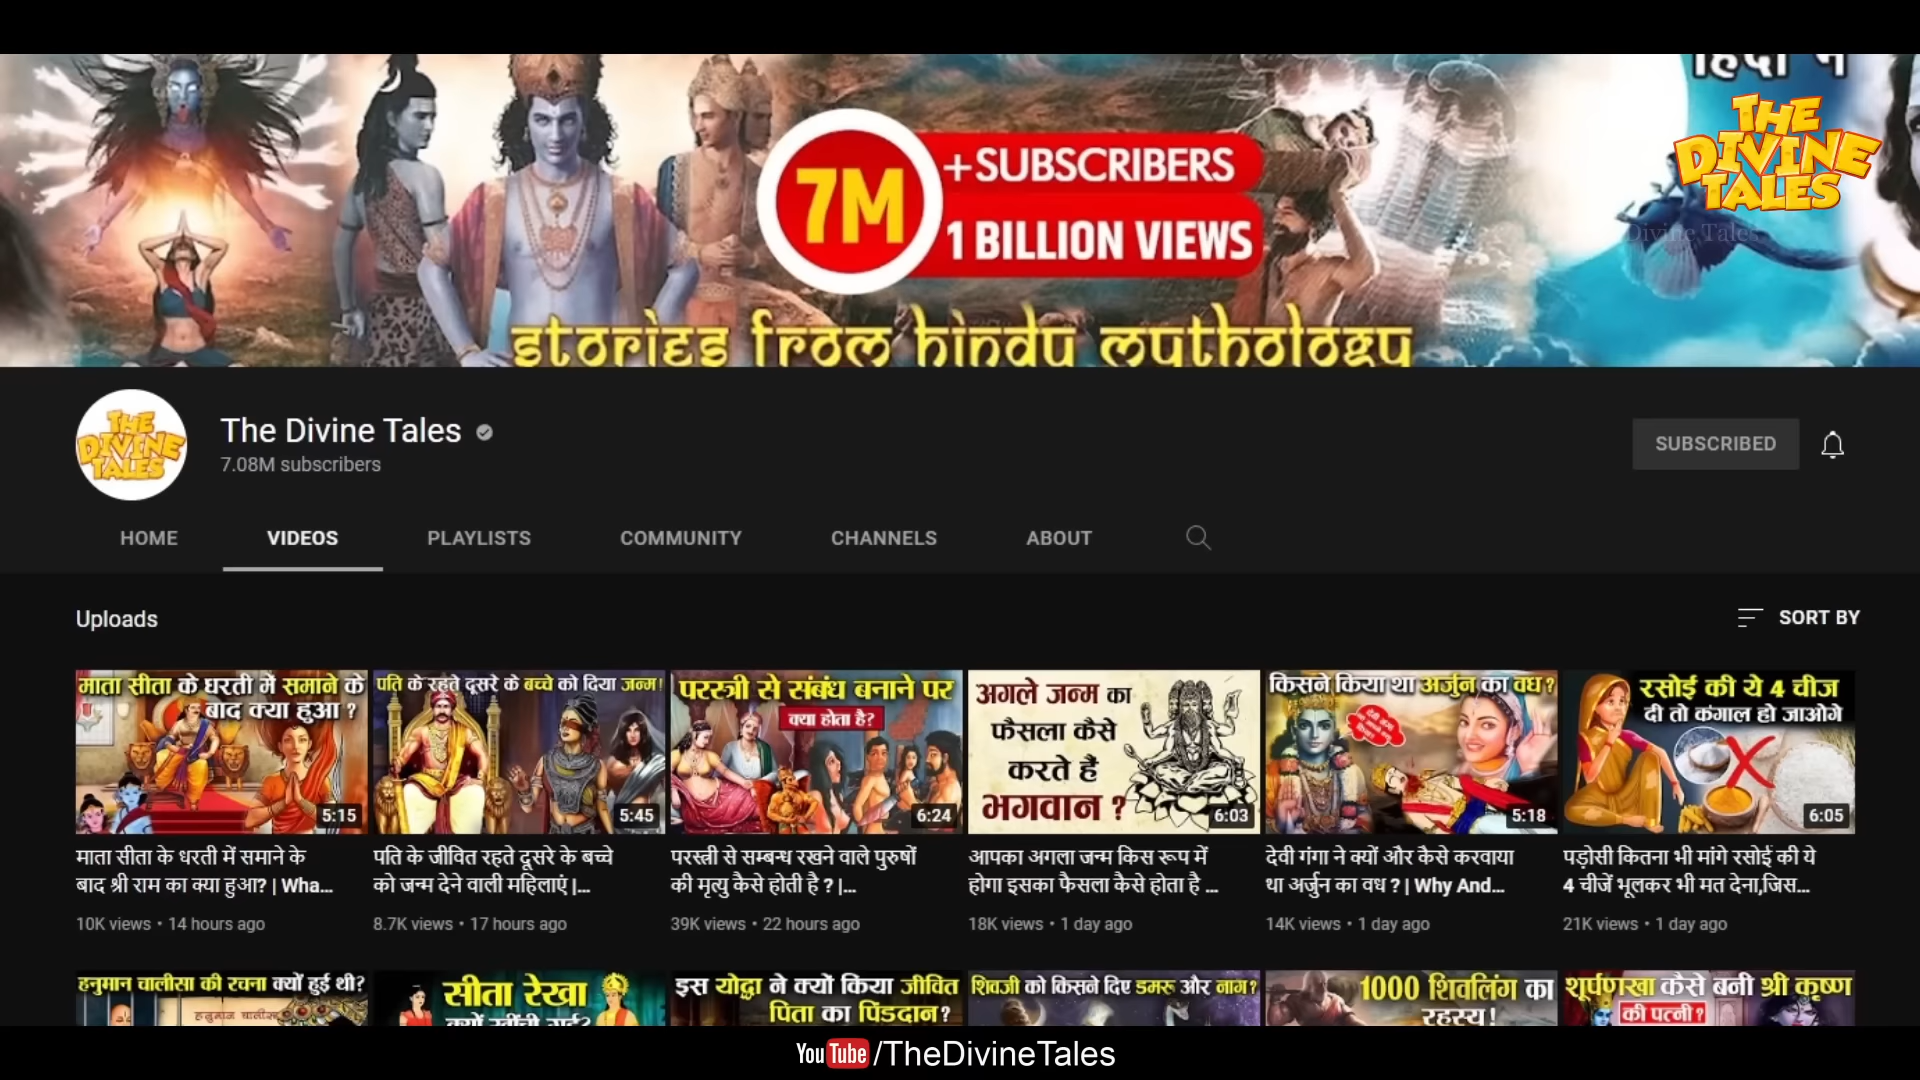 हिंदी में
THE
DIVINE
TALES
Divine Tales
7M
+SUBSCRIBERS
1 BILLION VIEWS
stories from hindu mythology
THE
DIVINE
TALES
The Divine Tales
7.08M subscribers
SUBSCRIBED
HOME
VIDEOS
PLAYLISTS
COMMUNITY
CHANNELS
ABOUT
Uploads
SORT BY
माता सीता के धरती में समाने के
बाद क्या हुआ ?
5:15
पति के रहते दूसरे के बच्चे को दिया जन्म!
5:45
परस्त्री से संबंध बनाने पर
क्या होता है?
6:24
अगले जन्म का
फैसला कैसे
करते हैं
भगवान ?
6:03
किसने किया था अर्जुन का वध ?
5:18
रसोई की ये 4 चीज
दी तो कंगाल हो जाओगे
6:05
माता सीता के धरती में समाने के
बाद श्री राम का क्या हुआ? | Wha...
10K views • 14 hours ago
पति के जीवित रहते दूसरे के बच्चे
को जन्म देने वाली महिलाएं |...
8.7K views • 17 hours ago
परस्त्री से सम्बन्ध रखने वाले पुरुषों
की मृत्यु कैसे होती है ? |...
39K views • 22 hours ago
आपका अगला जन्म किस रूप में
होगा इसका फैसला कैसे होता है ...
18K views • 1 day ago
देवी गंगा ने क्यों और कैसे करवाया
था अर्जुन का वध ? | Why And...
14K views • 1 day ago
पड़ोसी कितना भी मांगे रसोई की ये
4 चीजें भूलकर भी मत देना,जिस...
21K views • 1 day ago
हनुमान चालीसा की रचना क्यों हुई थी?
हनुमान चालीसा
सीता रेखा
क्यों खींची गई?
इस योद्धा ने क्यों किया जीवित
पिता का पिंडदान?
शिवजी को किसने दिए डमरू और नाग?
1000 शिवलिंग का
रहस्य!
शूर्पणखा कैसे बनी श्री कृष्ण
की पत्नी ?
YouTube/TheDivineTales